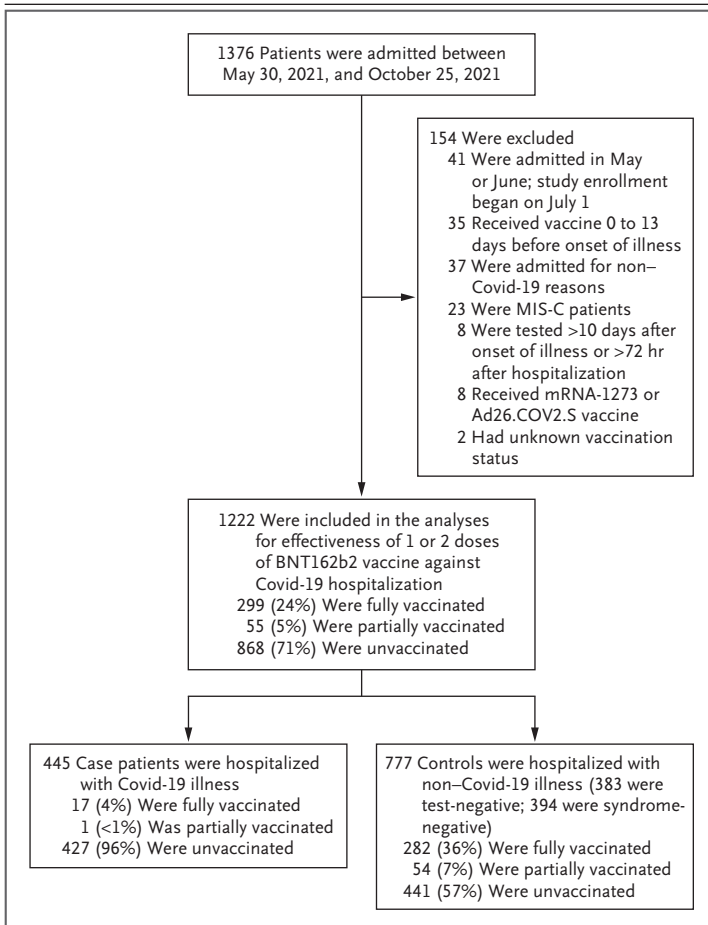 1376 Patients were admitted between
May 30, 2021, and October 25, 2021
154 Were excluded
41 Were admitted in May
or June; study enrollment
began on July 1
35 Received vaccine 0 to 13
days before onset of illness
37 Were admitted for non–
Covid-19 reasons
23 Were MIS-C patients
8 Were tested >10 days after
onset of illness or >72 hr
after hospitalization
8 Received mRNA-1273 or
Ad26.COV2.S vaccine
2 Had unknown vaccination
status
1222 Were included in the analyses
for effectiveness of 1 or 2 doses
of BNT162b2 vaccine against
Covid-19 hospitalization
299 (24%) Were fully vaccinated
55 (5%) Were partially vaccinated
868 (71%) Were unvaccinated
445 Case patients were hospitalized
with Covid-19 illness
17 (4%) Were fully vaccinated
1 (<1%) Was partially vaccinated
427 (96%) Were unvaccinated
777 Controls were hospitalized with
non–Covid-19 illness (383 were
test-negative; 394 were syndrome-
negative)
282 (36%) Were fully vaccinated
54 (7%) Were partially vaccinated
441 (57%) Were unvaccinated